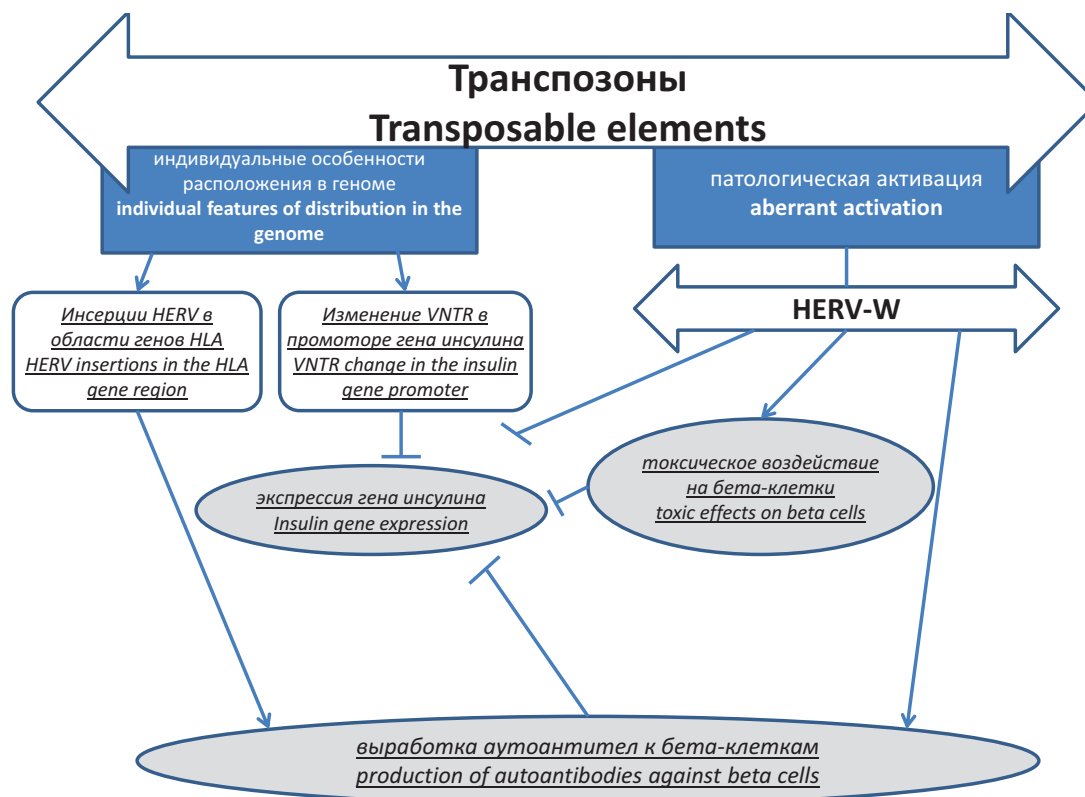 Транспозоны
Transposable elements
индивидуальные особенности
расположения в геноме
individual features of distribution in the
genome
патологическая активация
aberrant activation
HERV-W
Инсерции HERV в
области генов HLA
HERV insertions in the HLA
gene region
Изменение VNTR в
промоторе гена инсулина
VNTR change in the insulin
gene promoter
экспрессия гена инсулина
Insulin gene expression
токсическое воздействие
на бета-клетки
toxic effects on beta cells
выработка аутоантител к бета-клеткам
production of autoantibodies against beta cells